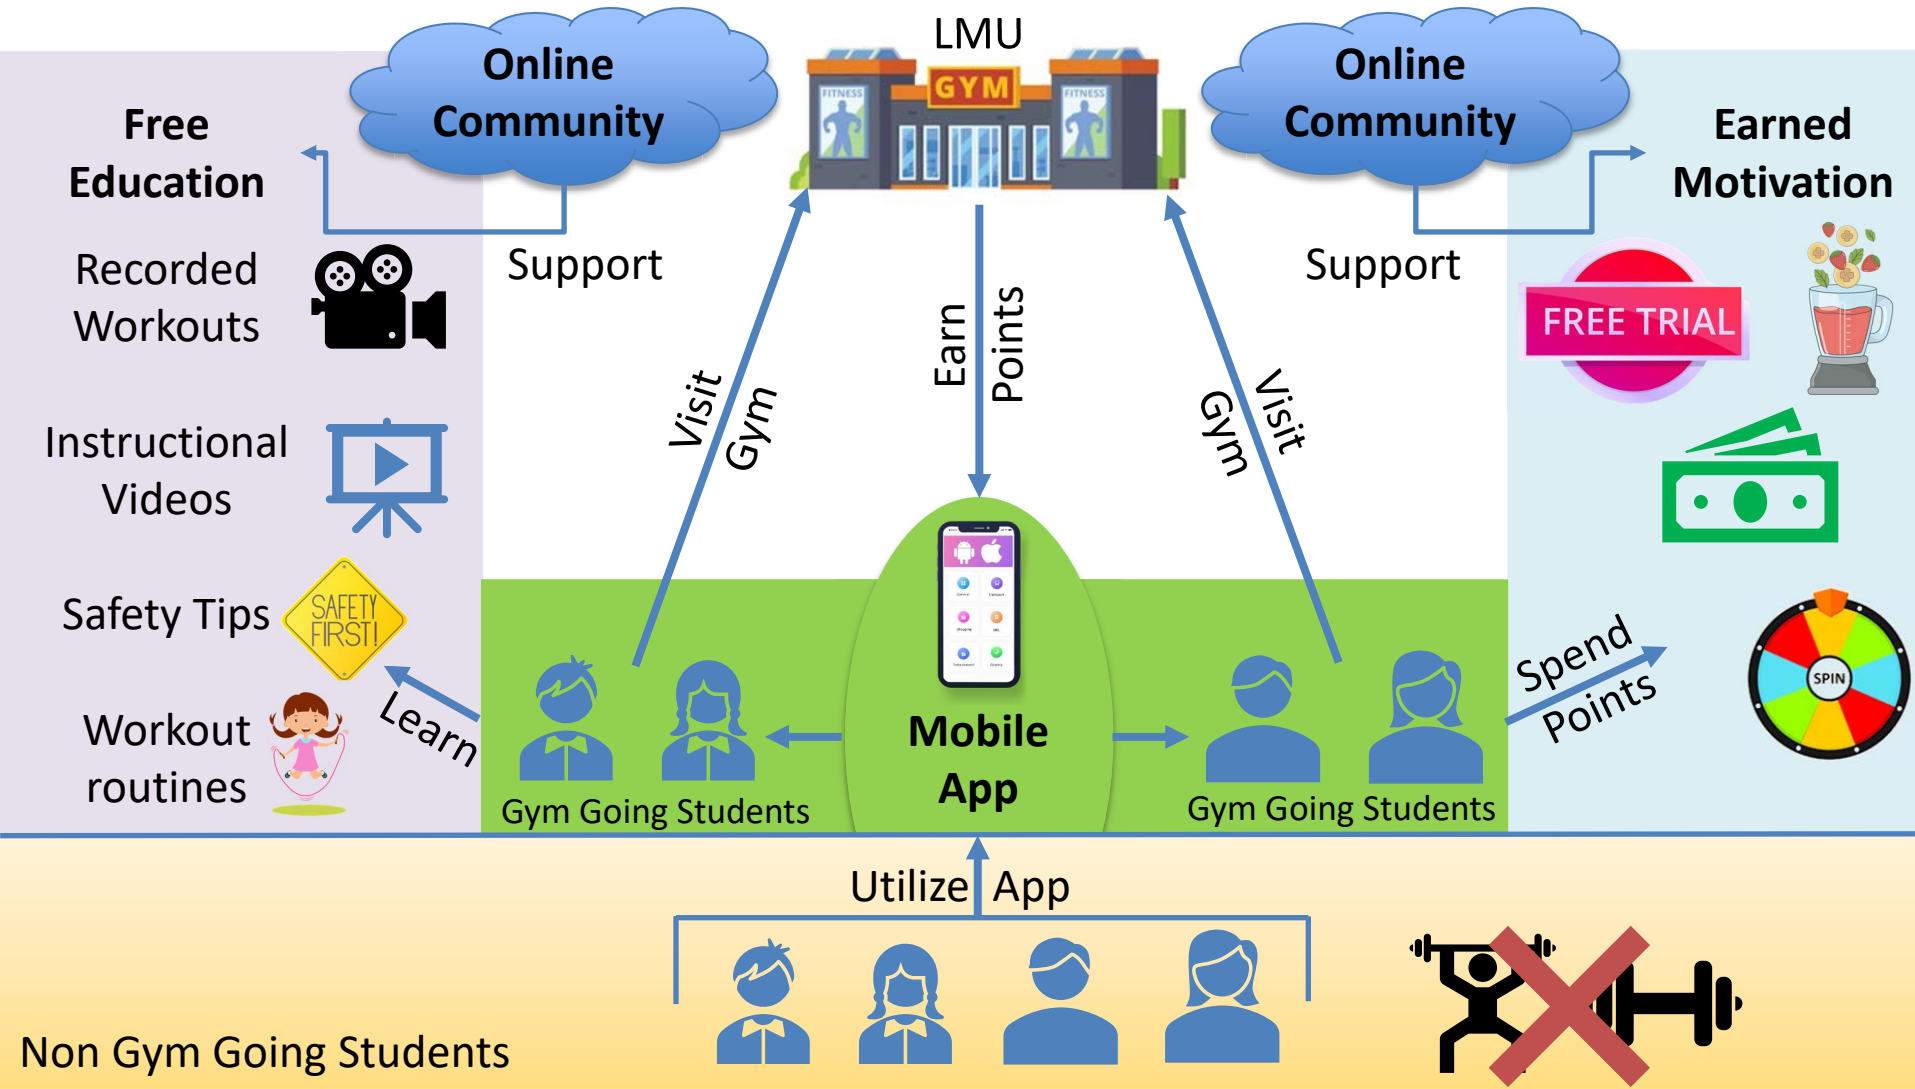 LMU
Online
Community
GYM
FITNESS
FITNESS
Online
Community
Free
Education
Earned
Motivation
Recorded
Workouts
Support
Support
Earn
Points
FREE TRIAL
Visit
Gym
Visit
Gym
Instructional
Videos
Safety Tips
SAFETY
FIRST!
Learn
Workout
routines
Mobile
App
Gym Going Students
Gym Going Students
Spend
Points
SPIN
Utilize App
Non Gym Going Students